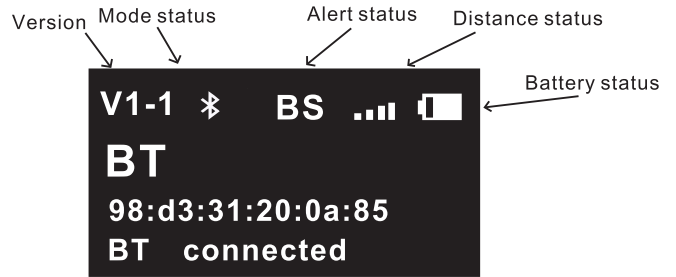 Version Mode status Alert status Distance status
Battery status
V1-1 BS
BT
98:d3:31:20:0a:85
BT connected